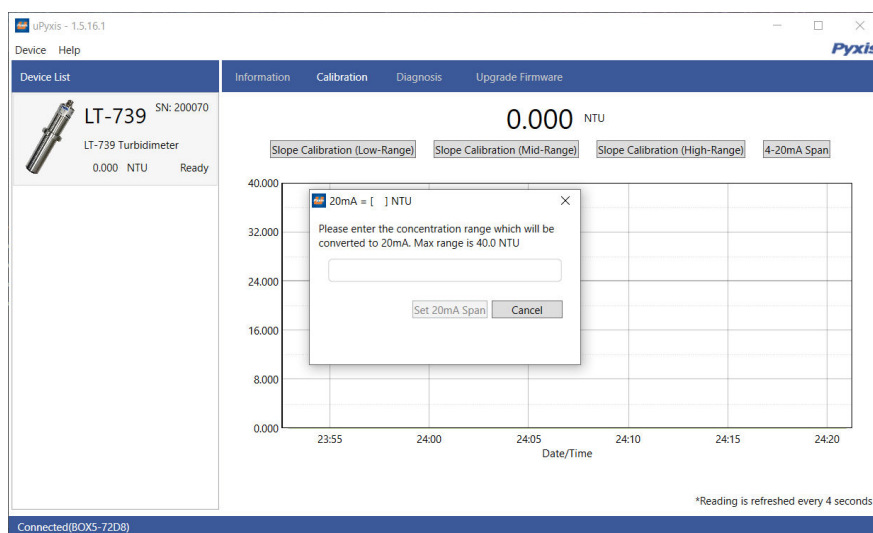 uPyxis - 1.5.16.1
Device Help
Pyxis
Device List
Information Calibration Diagnosis Upgrade Firmware
LT-739 SN: 200070
LT-739 Turbidimeter
0.000 NTU Ready
0.000 NTU
Slope Calibration (Low-Range) Slope Calibration (Mid-Range) Slope Calibration (High-Range) 4-20mA Span
40.000
32.000
24.000
16.000
8.000
0.000
20mA = [ ] NTU
Please enter the concentration range which will be
converted to 20mA. Max range is 40.0 NTU
Set 20mA Span Cancel
23:55 24:00 24:05 24:10 24:15 24:20
Date/Time
*Reading is refreshed every 4 seconds
Connected(BOX5-72D8)